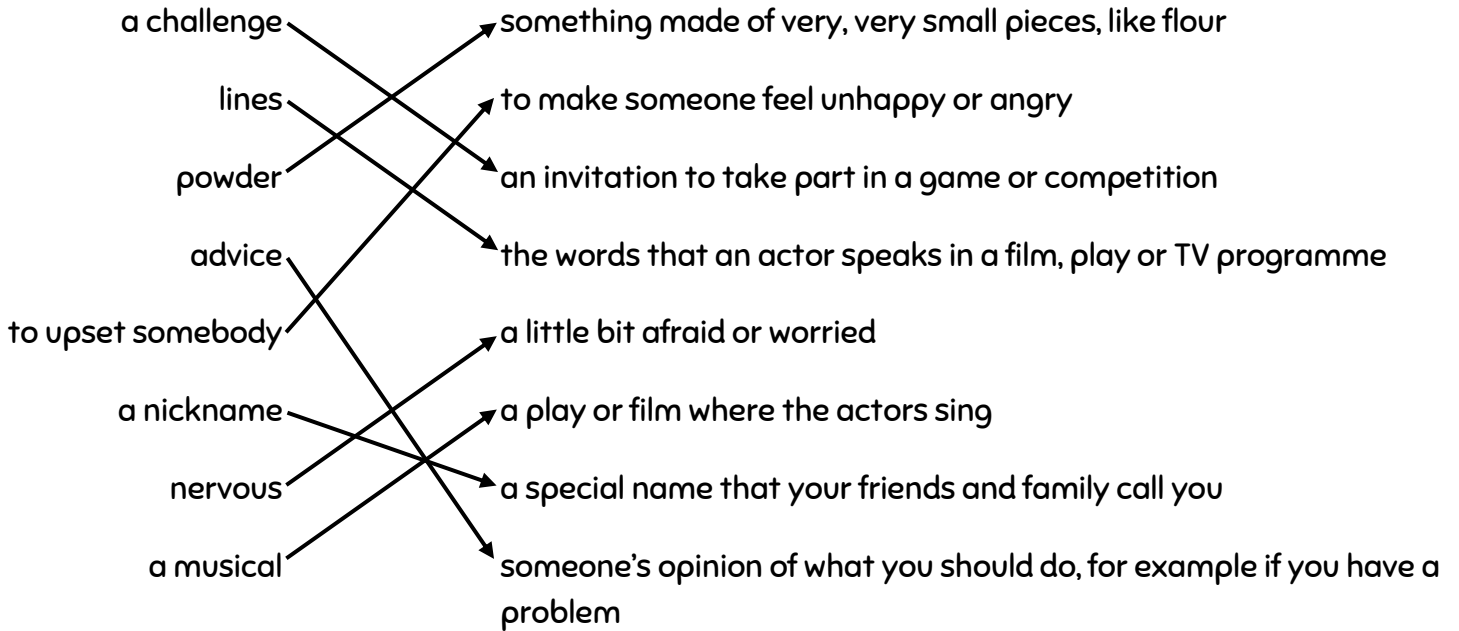 a challenge something made of very, very small pieces, like flour
lines to make someone feel unhappy or angry
powder an invitation to take part in a game or competition
advice the words that an actor speaks in a film, play or TV programme
to upset somebody a little bit afraid or worried
a nickname a play or film where the actors sing
nervous a special name that your friends and family call you
a musical someone's opinion of what you should do, for example if you have a
problem